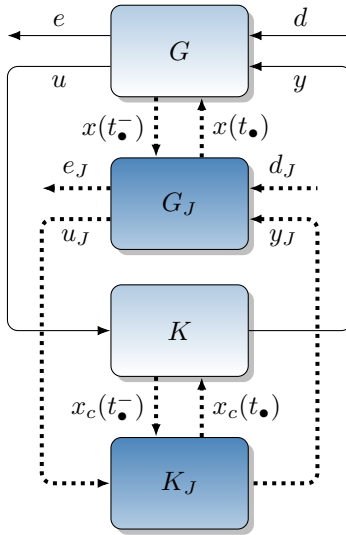 e d
G
u y
x(t⁻•) x(t•)
e_J d_J
G_J
u_J y_J
K
x_c(t⁻•) x_c(t•)
K_J